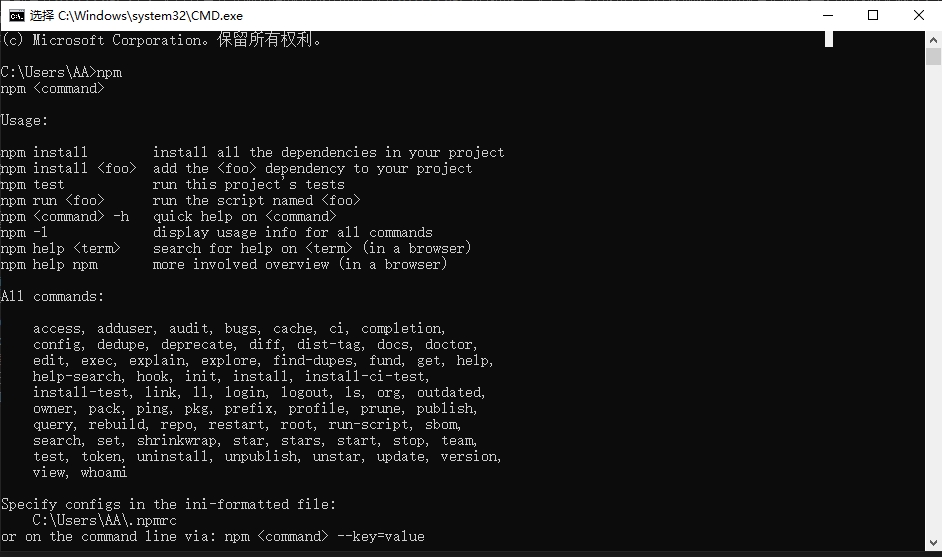 选择 C:\Windows\system32\CMD.exe
(c) Microsoft Corporation。保留所有权利。
C:\Users\AA>npm
npm <command>
Usage:
npm install        install all the dependencies in your project
npm install <foo>  add the <foo> dependency to your project
npm test           run this project's tests
npm run <foo>      run the script named <foo>
npm <command> -h   quick help on <command>
npm -l             display usage info for all commands
npm help <term>    search for help on <term> (in a browser)
npm help npm       more involved overview (in a browser)
All commands:
access, adduser, audit, bugs, cache, ci, completion,
config, dedupe, deprecate, diff, dist-tag, docs, doctor,
edit, exec, explain, explore, find-dupes, fund, get, help,
help-search, hook, init, install, install-ci-test,
install-test, link, ll, login, logout, ls, org, outdated,
owner, pack, ping, pkg, prefix, profile, prune, publish,
query, rebuild, repo, restart, root, run-script, sbom,
search, set, shrinkwrap, star, stars, start, stop, team,
test, token, uninstall, unpublish, unstar, update, version,
view, whoami
Specify configs in the ini-formatted file:
C:\Users\AA\.npmrc
or on the command line via: npm <command> --key=value